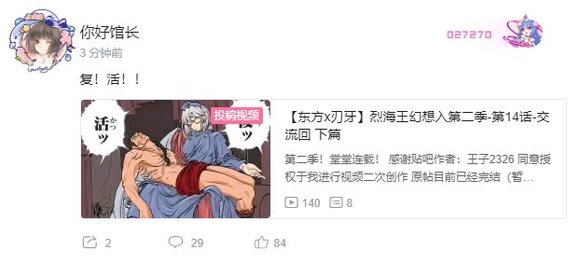 你好馆长
027270
3 分钟前
复！活！！
投稿视频
活ッ
かっ
【东方x刃牙】烈海王幻想入第二季-第14话-交
流回 下篇
第二季！堂堂连载！ 感谢贴吧作者：王子2326 同意授
权于我进行视频二次创作 原帖目前已经完结（暂...
140
8
2
29
84